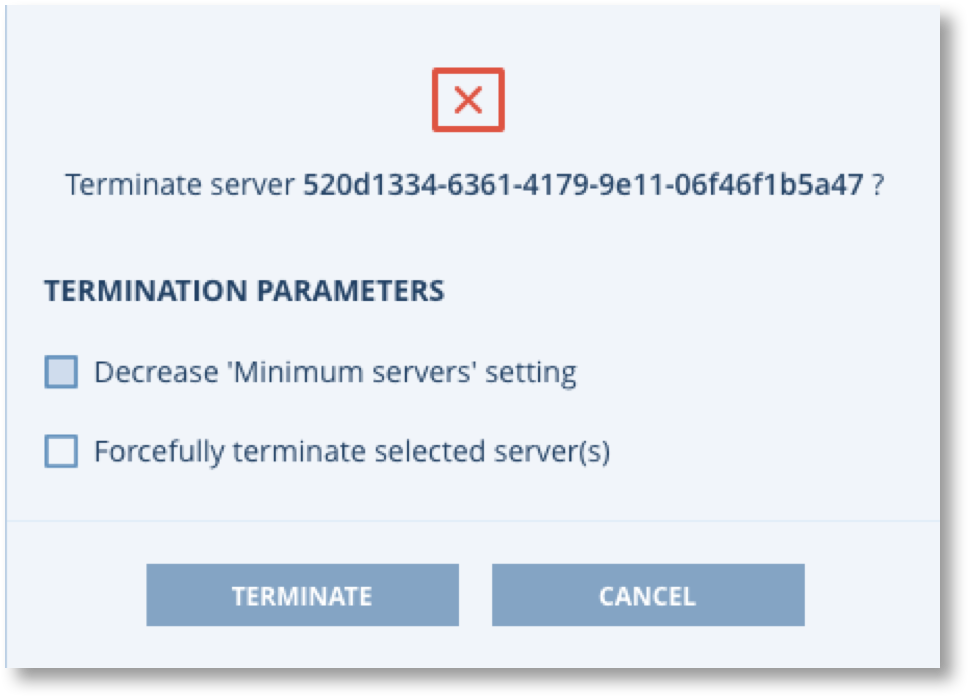 Terminate server 520d1334-6361-4179-9e11-06f46f1b5a47 ?
TERMINATION PARAMETERS
Decrease 'Minimum servers' setting
Forcefully terminate selected server(s)
TERMINATE
CANCEL